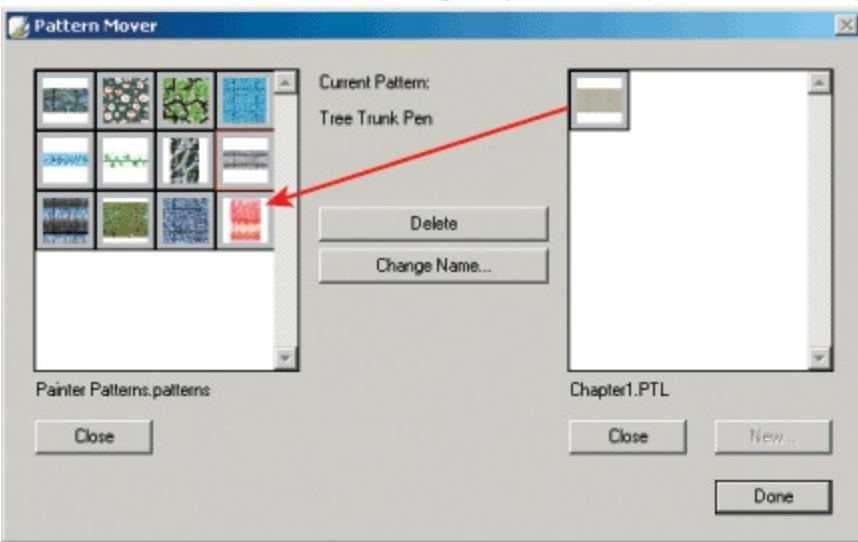 Pattern Mover
Current Pattern:
Tree Trunk Pen
Delete
Change Name...
Painter Patterns.patterns
Chapter1.PTL
Close
Close
New...
Done